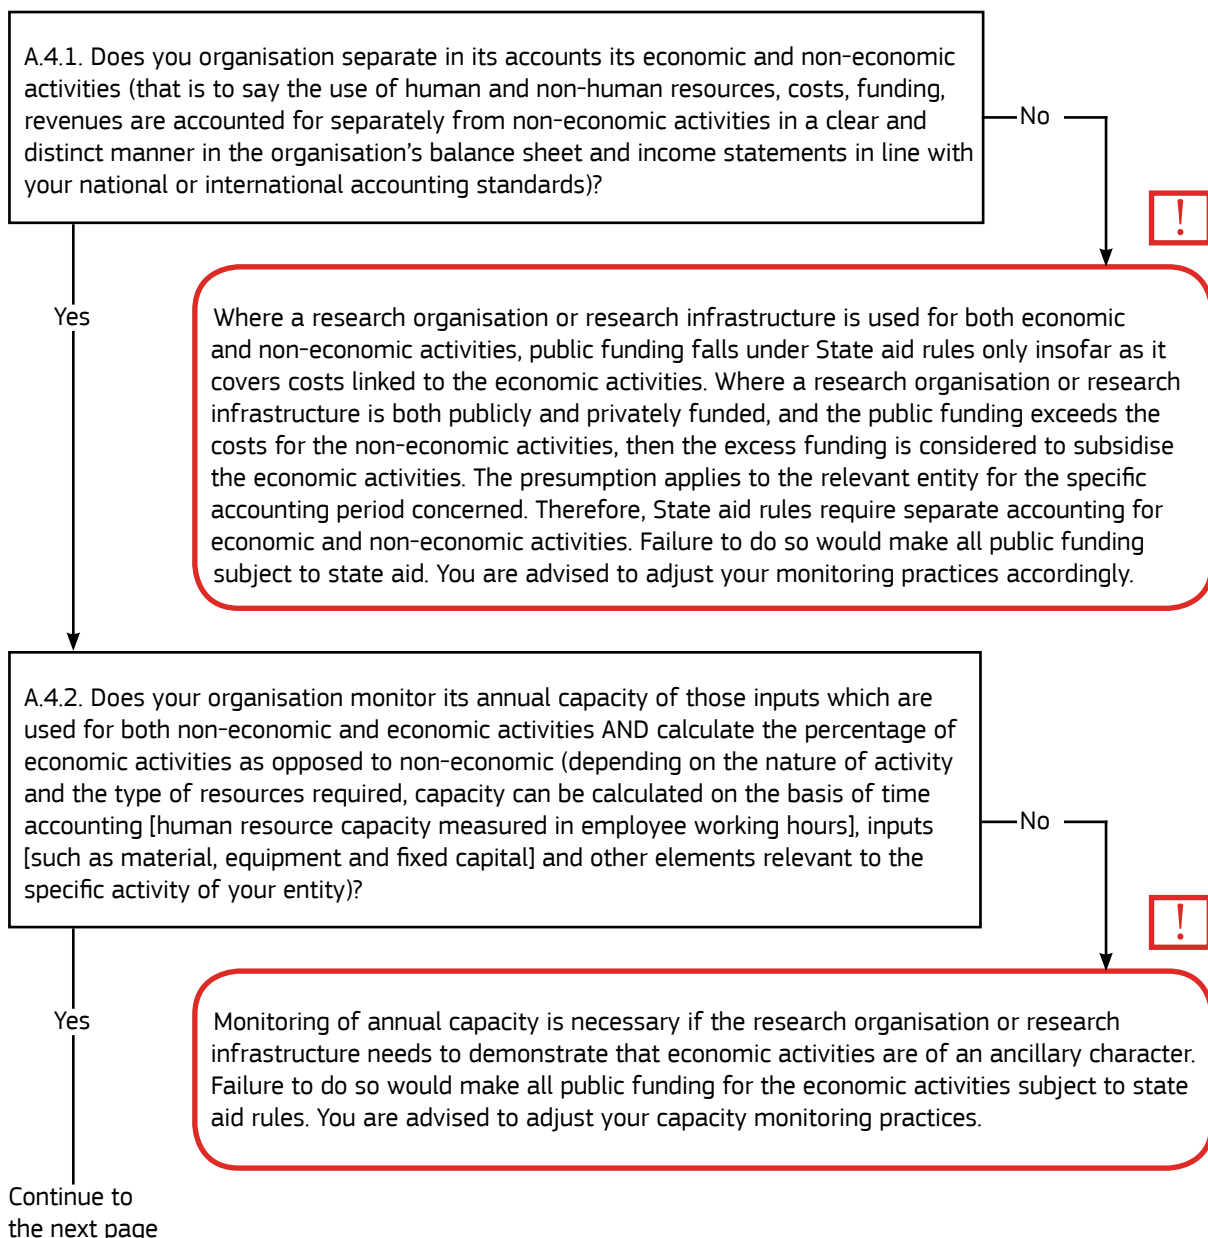 A.4.1. Does you organisation separate in its accounts its economic and non-economic
activities (that is to say the use of human and non-human resources, costs, funding,
revenues are accounted for separately from non-economic activities in a clear and
distinct manner in the organisation's balance sheet and income statements in line with
your national or international accounting standards)?
No
!
Yes
Where a research organisation or research infrastructure is used for both economic
and non-economic activities, public funding falls under State aid rules only insofar as it
covers costs linked to the economic activities. Where a research organisation or research
infrastructure is both publicly and privately funded, and the public funding exceeds the
costs for the non-economic activities, then the excess funding is considered to subsidise
the economic activities. The presumption applies to the relevant entity for the specific
accounting period concerned. Therefore, State aid rules require separate accounting for
economic and non-economic activities. Failure to do so would make all public funding
subject to state aid. You are advised to adjust your monitoring practices accordingly.
A.4.2. Does your organisation monitor its annual capacity of those inputs which are
used for both non-economic and economic activities AND calculate the percentage of
economic activities as opposed to non-economic (depending on the nature of activity
and the type of resources required, capacity can be calculated on the basis of time
accounting [human resource capacity measured in employee working hours], inputs
[such as material, equipment and fixed capital] and other elements relevant to the
specific activity of your entity)?
No
!
Yes
Monitoring of annual capacity is necessary if the research organisation or research
infrastructure needs to demonstrate that economic activities are of an ancillary character.
Failure to do so would make all public funding for the economic activities subject to state
aid rules. You are advised to adjust your capacity monitoring practices.
Continue to
the next page